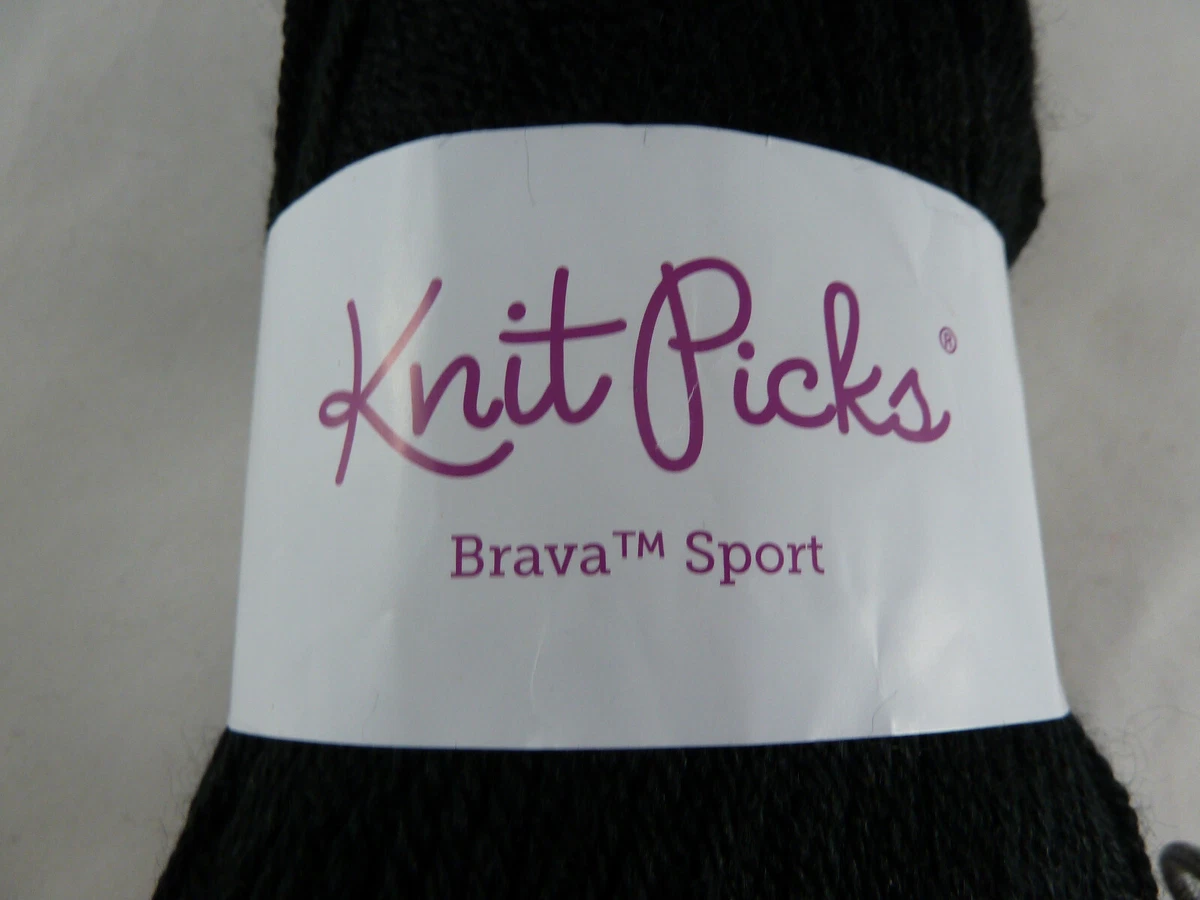 Knit Picks®
Brava™ Sport